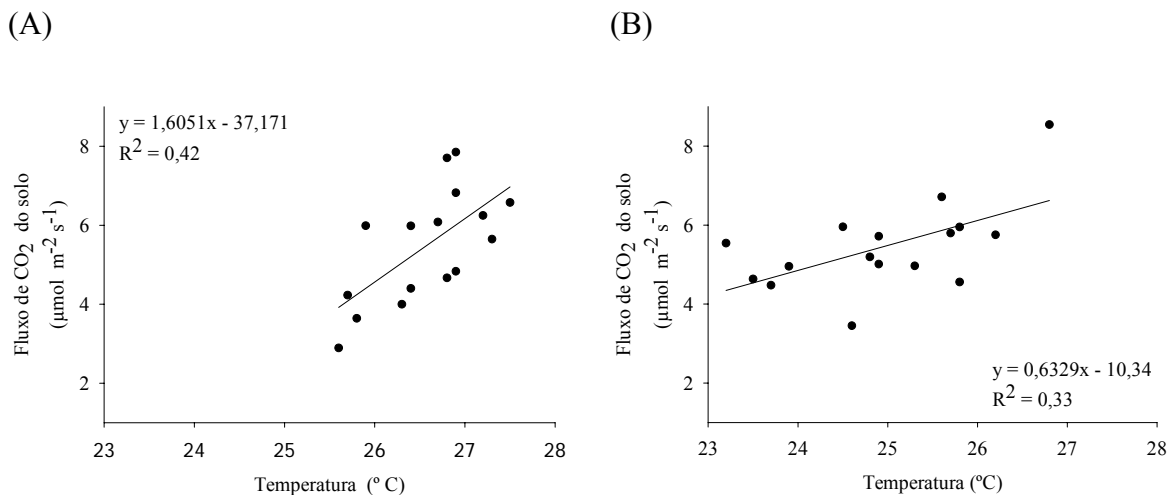 (A)
y = 1,6051x - 37,171
R2 = 0,42
Fluxo de CO2 do solo
(µmol m-2 s-1)
8
6
4
2
23 24 25 26 27 28
Temperatura (º C)
(B)
Fluxo de CO2 do solo
(µmol m-2 s-1)
8
6
4
2
y = 0,6329x - 10,34
R2 = 0,33
23 24 25 26 27 28
Temperatura (ºC)